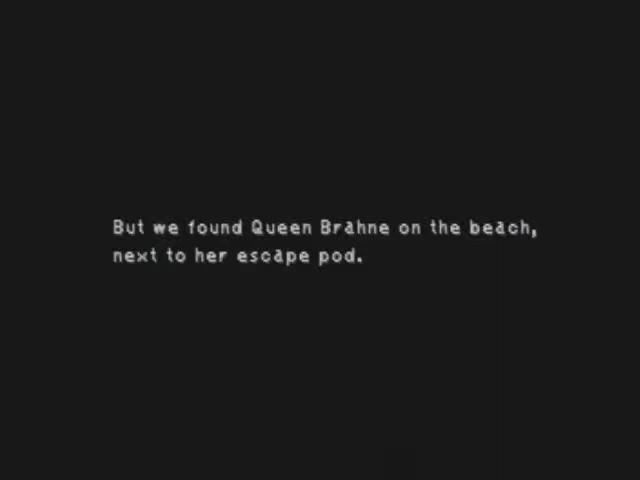 But we found Queen Brahne on the beach,
next to her escape pod.